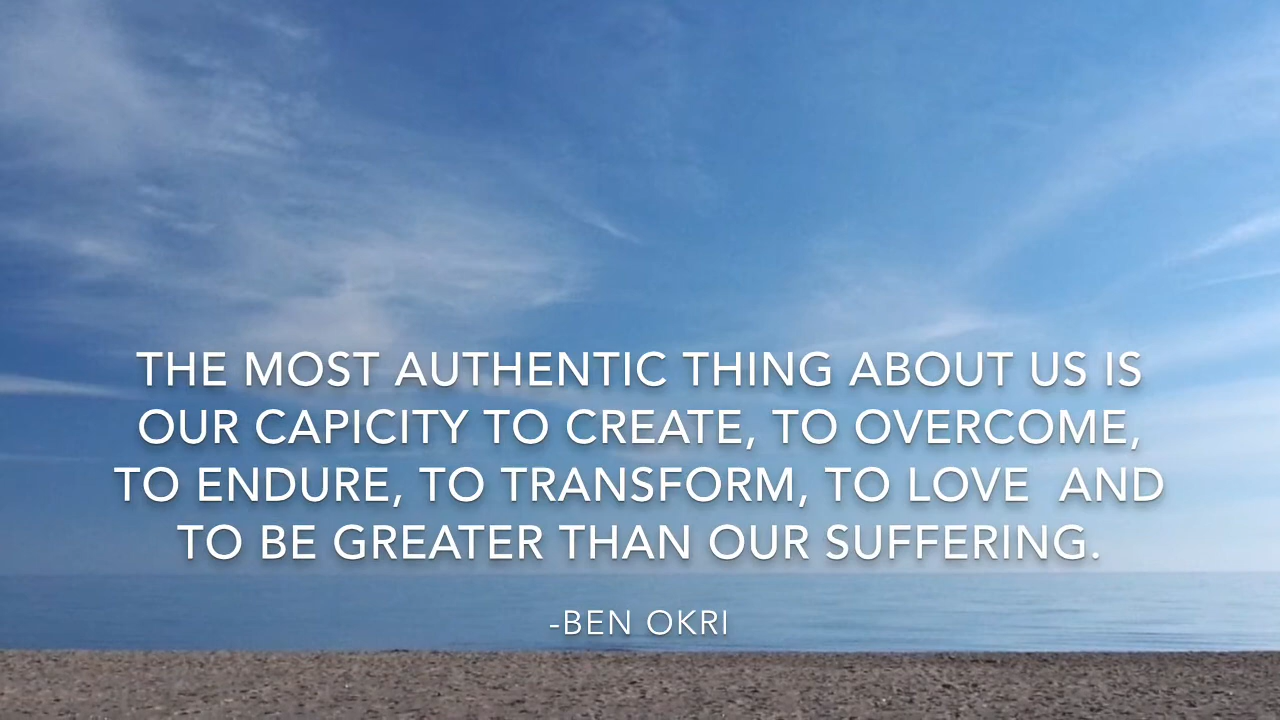 THE MOST AUTHENTIC THING ABOUT US IS
OUR CAPICITY TO CREATE, TO OVERCOME,
TO ENDURE, TO TRANSFORM, TO LOVE  AND
TO BE GREATER THAN OUR SUFFERING.
-BEN OKRI